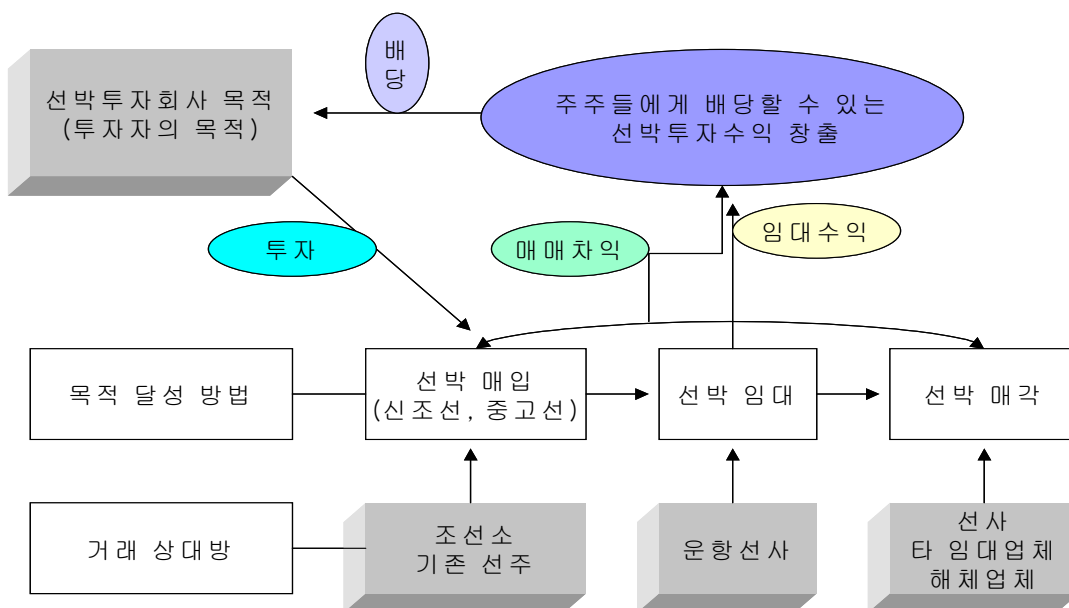 배
당
선박투자회사 목적
(투자자의 목적)
주주들에게 배당할 수 있는
선박투자수익 창출
투자
매매차익
임대수익
목적 달성 방법
선박 매입
(신조선, 중고선)
선박 임대
선박 매각
거래 상대방
조선소
기존 선주
운항선사
선사
타 임대업체
해체업체